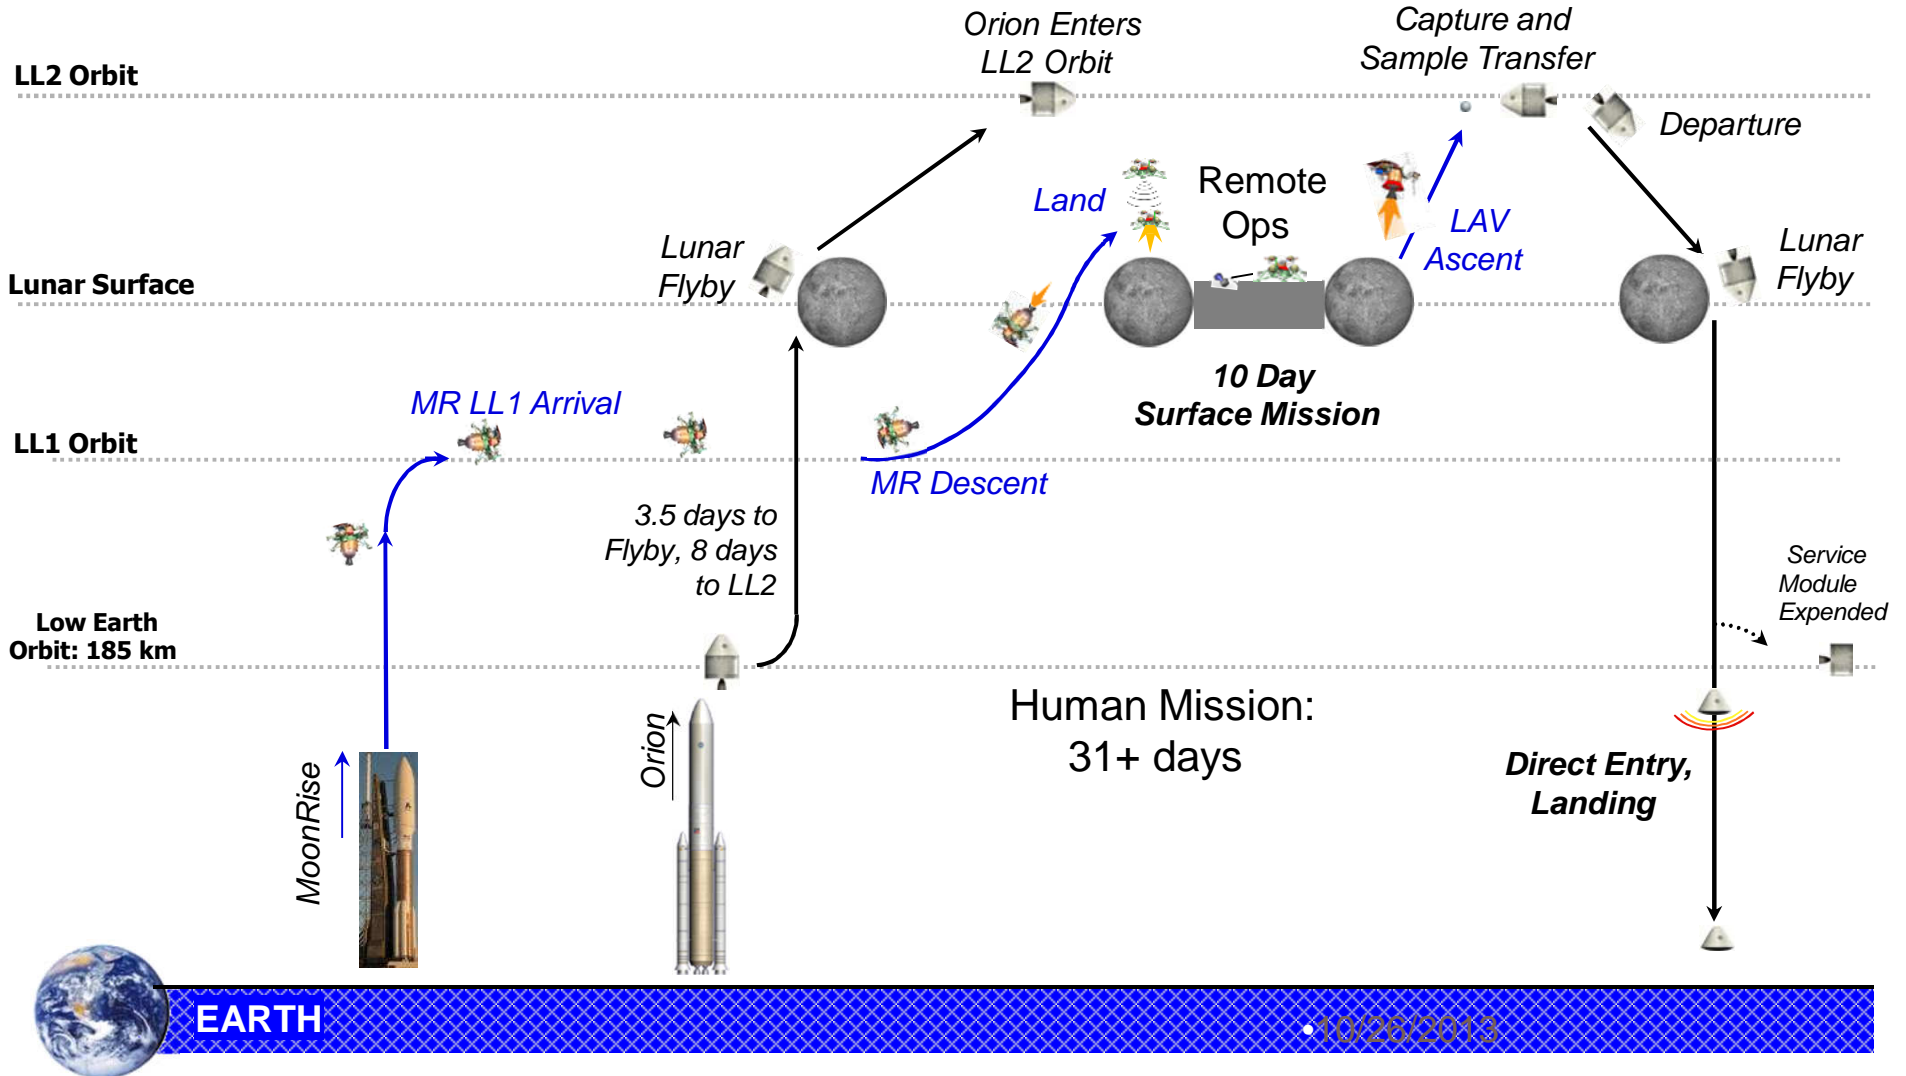 Orion Enters
LL2 Orbit
Capture and
Sample Transfer
LL2 Orbit
Departure
Land
Remote
Ops
LAV
Ascent
Lunar
Flyby
Lunar
Flyby
Lunar Surface
10 Day
Surface Mission
MR LL1 Arrival
LL1 Orbit
MR Descent
3.5 days to
Flyby, 8 days
to LL2
Service
Module
Expended
Low Earth
Orbit: 185 km
Human Mission:
31+ days
MoonRise
Orion
Direct Entry,
Landing
EARTH
•10/26/2013